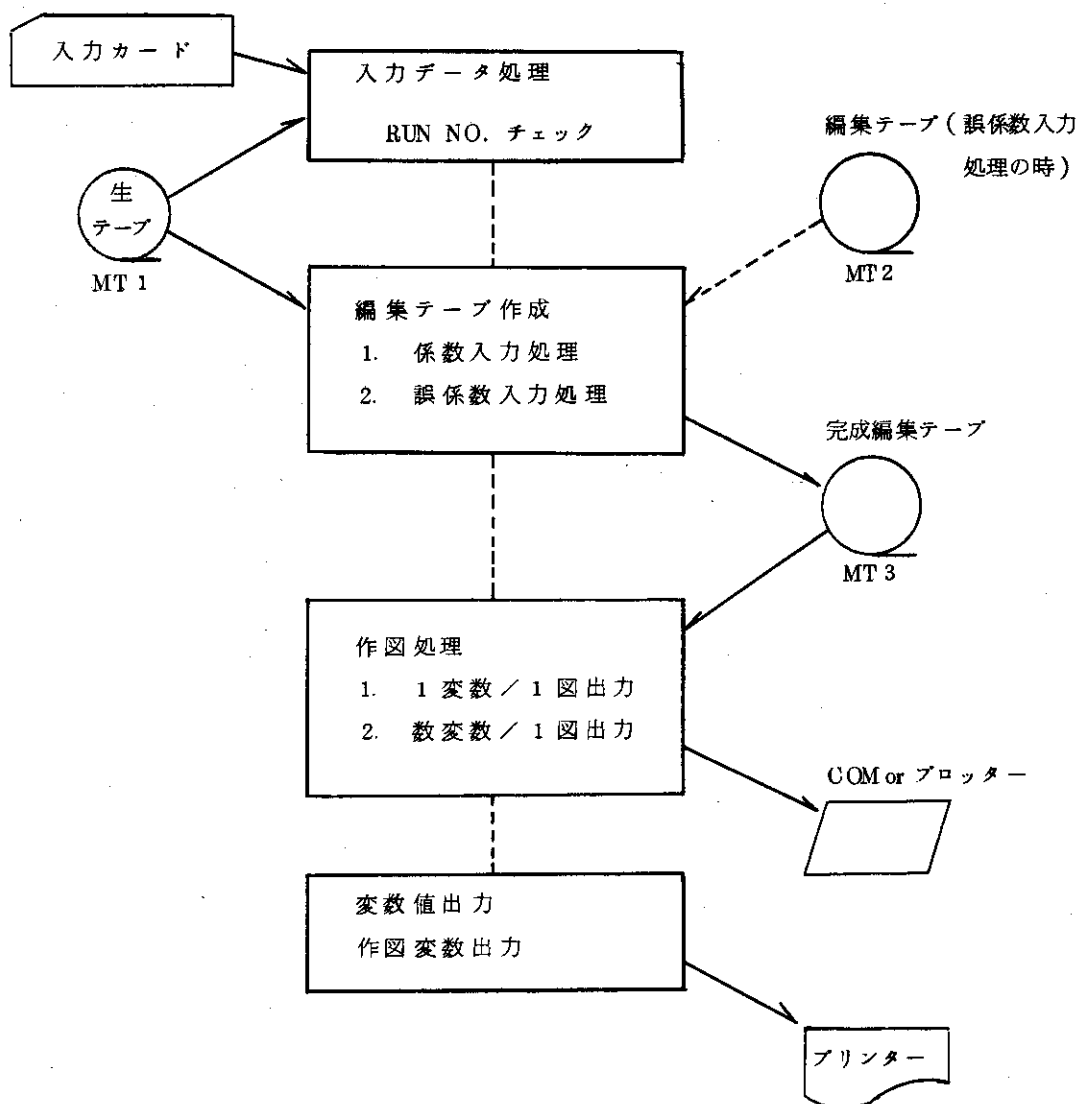 入力カード
入力データ処理
RUN NO. チェック
編集テープ(誤係数入力
処理の時)
生
テープ
MT 1
MT 2
編集テープ作成
1. 係数入力処理
2. 誤係数入力処理
完成編集テープ
MT 3
作図処理
1. 1変数/1図出力
2. 数変数/1図出力
COM or プロッター
変数値出力
作図変数出力
プリンター